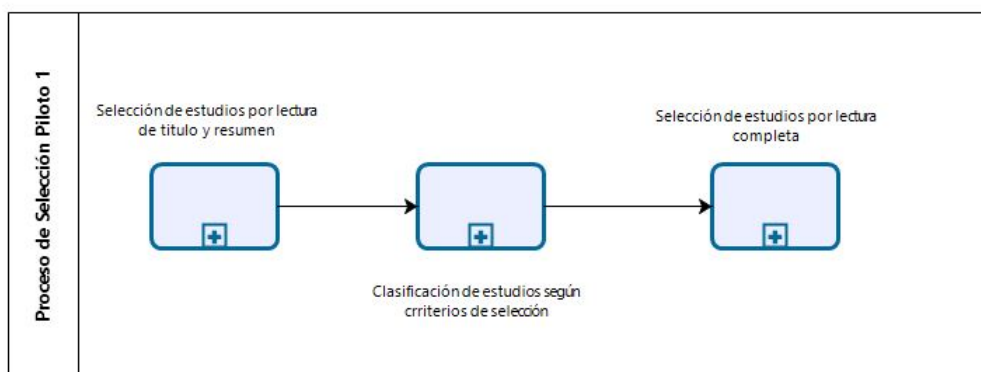 Proceso de Selección Piloto 1
Selección de estudios por lectura
de titulo y resumen
Clasificación de estudios según
crriterios de selección
Selección de estudios por lectura
completa